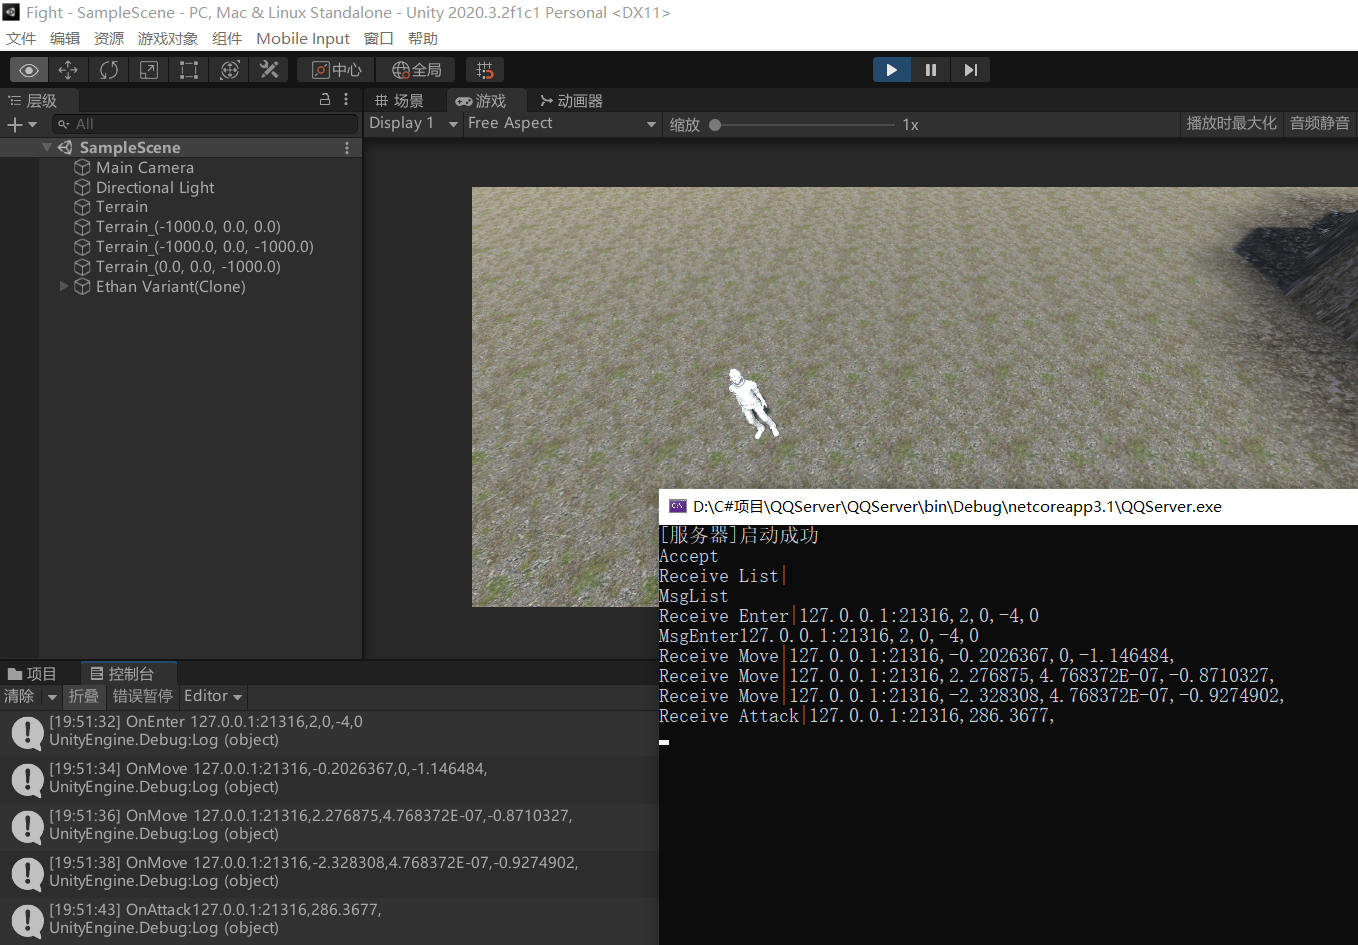 Fight - SampleScene - PC, Mac & Linux Standalone - Unity 2020.3.2f1c1 Personal <DX11>
文件 编辑 资源 游戏对象 组件 Mobile Input 窗口 帮助
中心 全局
层级
All
SampleScene
Main Camera
Directional Light
Terrain
Terrain_(-1000.0, 0.0, 0.0)
Terrain_(-1000.0, 0.0, -1000.0)
Terrain_(0.0, 0.0, -1000.0)
Ethan Variant(Clone)
场景 游戏 动画器
Display 1 Free Aspect 缩放 1x 播放时最大化 音频静音
D:\C#项目\QQServer\QQServer\bin\Debug\netcoreapp3.1\QQServer.exe
[服务器]启动成功
Accept
Receive List|
MsgList
Receive Enter|127.0.0.1:21316,2,0,-4,0
MsgEnter127.0.0.1:21316,2,0,-4,0
Receive Move|127.0.0.1:21316,-0.2026367,0,-1.146484,
Receive Move|127.0.0.1:21316,2.276875,4.768372E-07,-0.8710327,
Receive Move|127.0.0.1:21316,-2.328308,4.768372E-07,-0.9274902,
Receive Attack|127.0.0.1:21316,286.3677,
项目 控制台
清除 折叠 错误暂停 Editor
[19:51:32] OnEnter 127.0.0.1:21316,2,0,-4,0
UnityEngine.Debug:Log (object)
[19:51:34] OnMove 127.0.0.1:21316,-0.2026367,0,-1.146484,
UnityEngine.Debug:Log (object)
[19:51:36] OnMove 127.0.0.1:21316,2.276875,4.768372E-07,-0.8710327,
UnityEngine.Debug:Log (object)
[19:51:38] OnMove 127.0.0.1:21316,-2.328308,4.768372E-07,-0.9274902,
UnityEngine.Debug:Log (object)
[19:51:43] OnAttack127.0.0.1:21316,286.3677,
UnityEngine.Debug:Log (object)